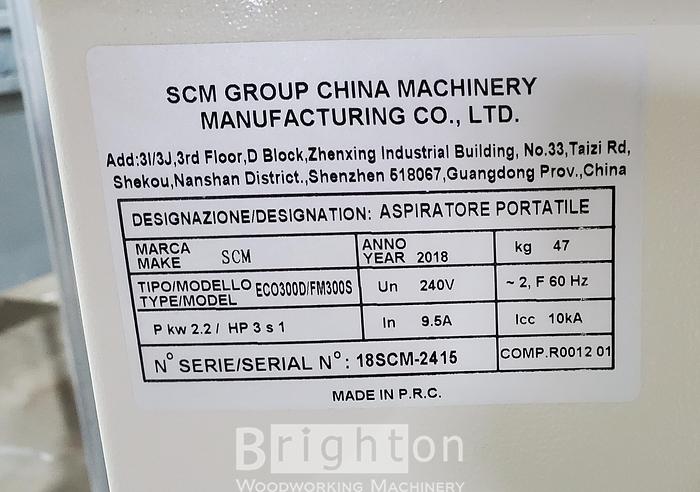 SCM GROUP CHINA MACHINERY
MANUFACTURING CO., LTD.
Add:3I/3J,3rd Floor,D Block,Zhenxing Industrial Building, No.33,Taizi Rd,
Shekou,Nanshan District.,Shenzhen 518067,Guangdong Prov.,China
DESIGNAZIONE/DESIGNATION: ASPIRATORE PORTATILE
MARCA
MAKE SCM
ANNO
YEAR 2018
kg 47
TIPO/MODELLO
TYPE/MODEL ECO300D/FM300S
Un 240V
~ 2, F 60 Hz
P kw 2.2 / HP 3 s 1
In 9.5A
Icc 10kA
N° SERIE/SERIAL N°: 18SCM-2415
COMP.R0012 01
MADE IN P.R.C.
Brighton
WOODWORKING MACHINERY